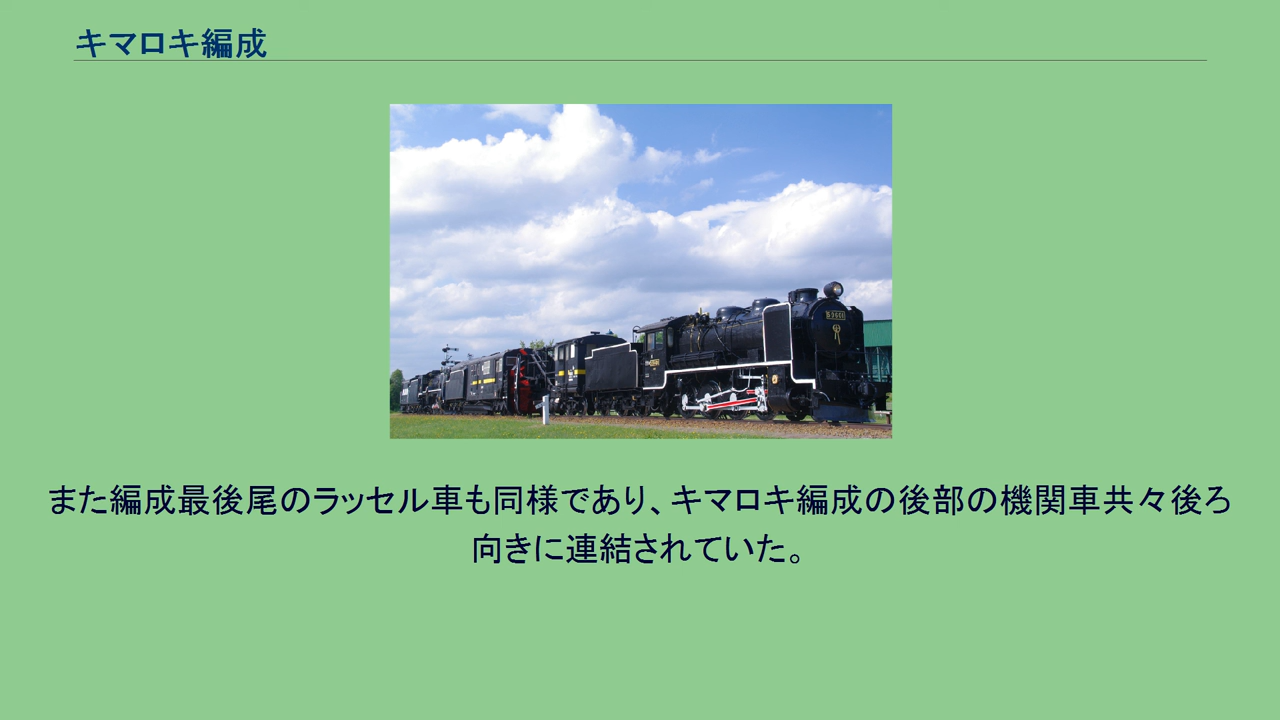 キマロキ編成
また編成最後尾のラッセル車も同様であり、キマロキ編成の後部の機関車共々後ろ
向きに連結されていた。